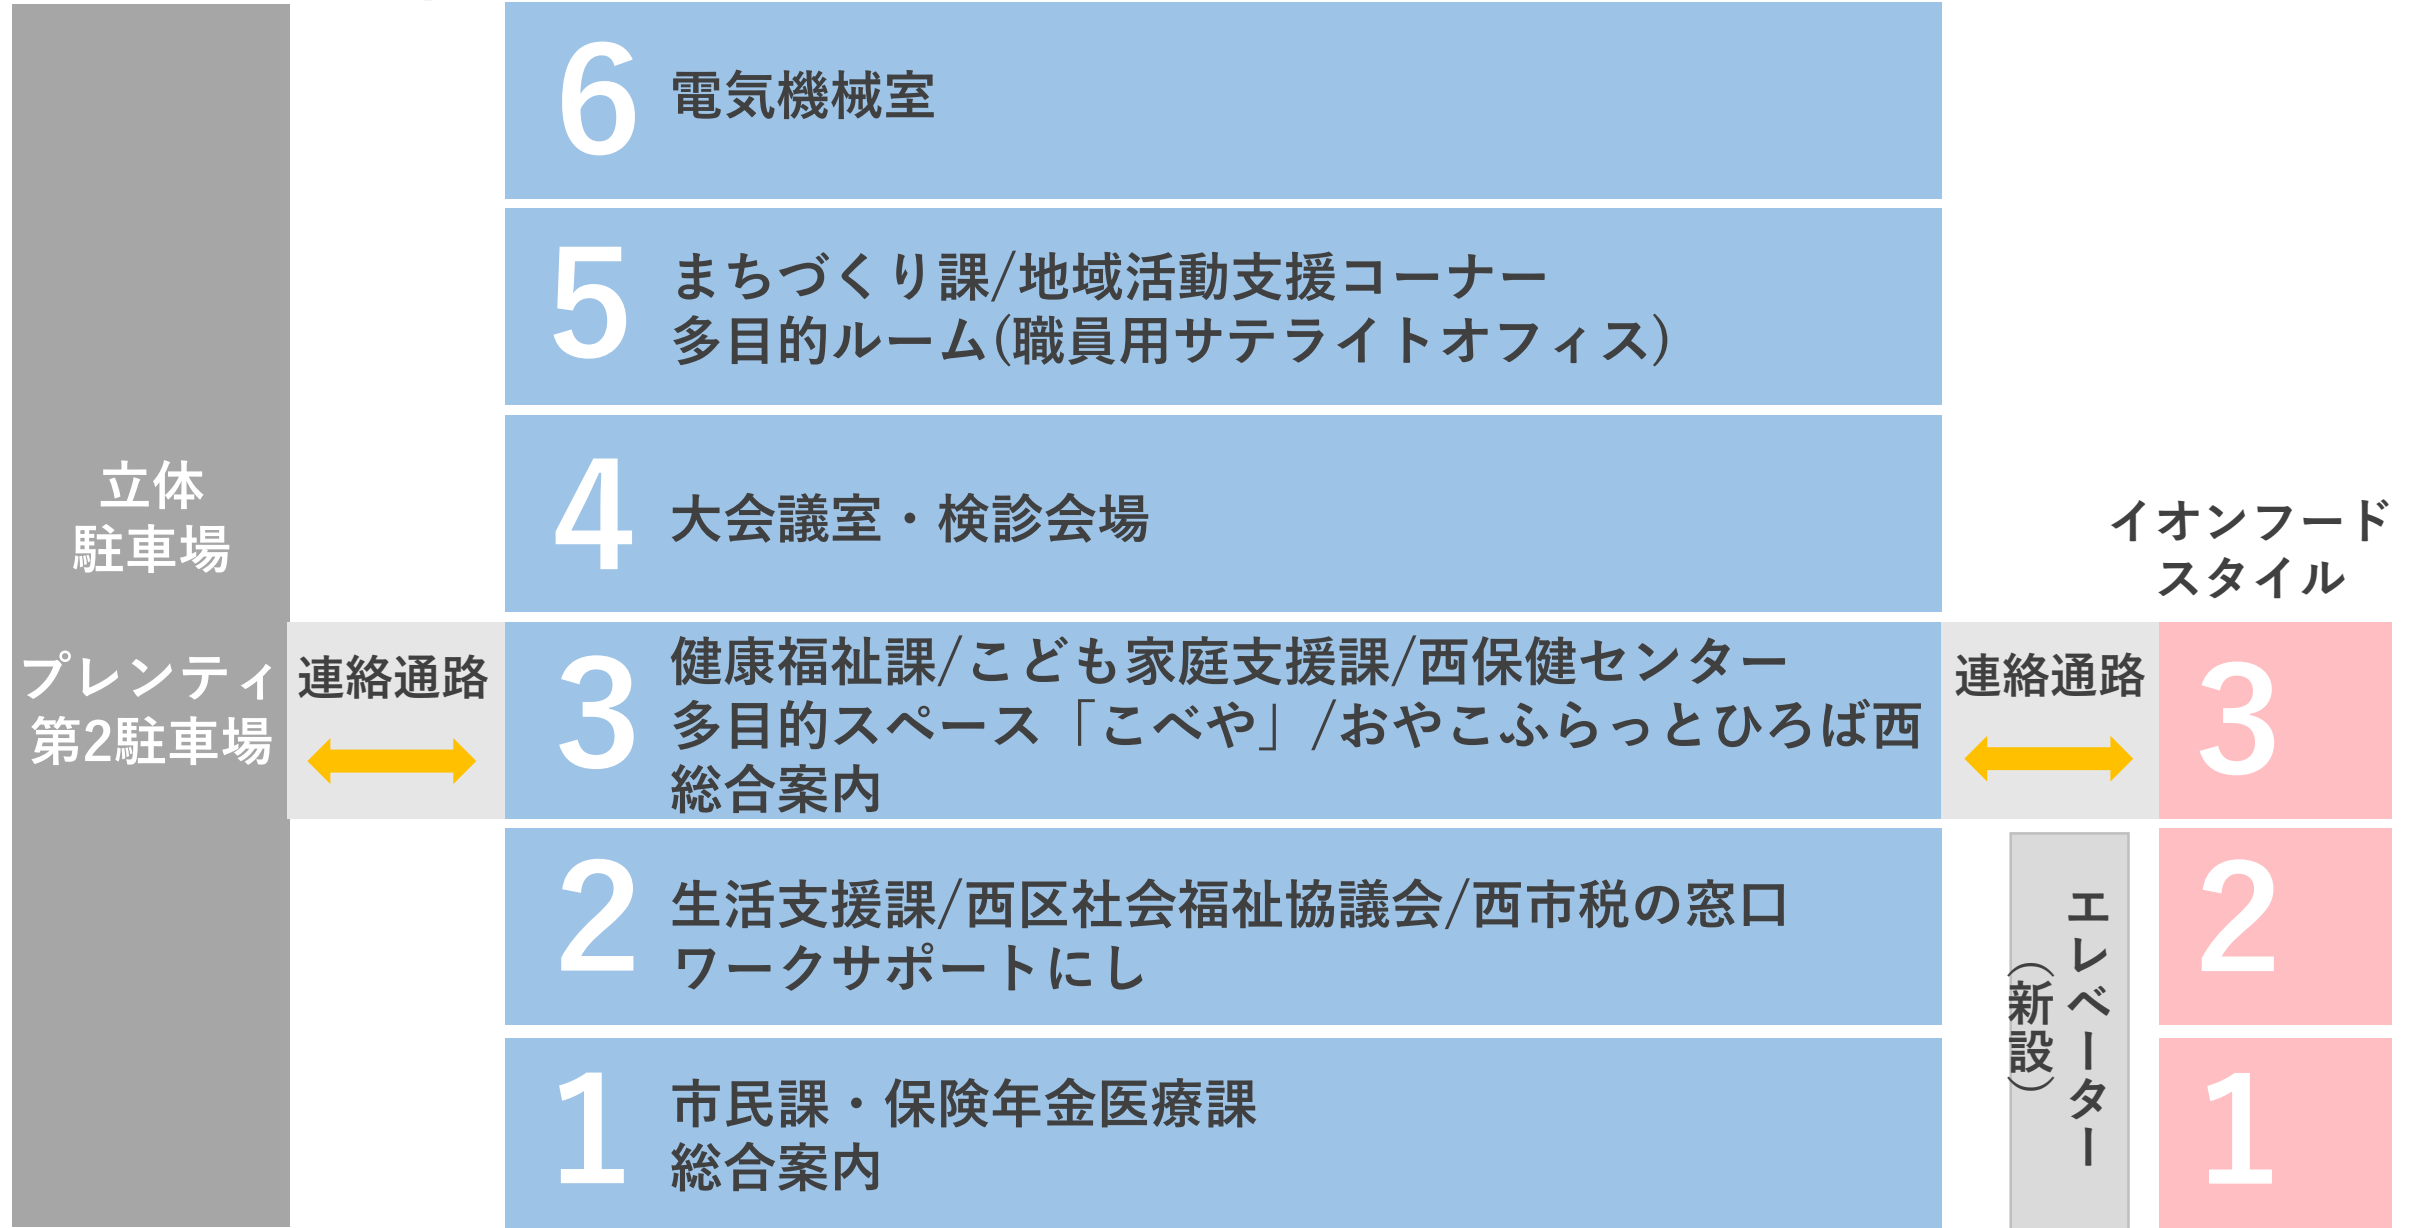 立体
駐車場
プレンティ
第2駐車場
連絡通路
6
電気機械室
5
まちづくり課/地域活動支援コーナー
多目的ルーム(職員用サテライトオフィス)
4
大会議室・検診会場
3
健康福祉課/こども家庭支援課/西保健センター
多目的スペース「こべや」/おやこふらっとひろば西
総合案内
2
生活支援課/西区社会福祉協議会/西市税の窓口
ワークサポートにし
1
市民課・保険年金医療課
総合案内
連絡通路
エレベーター
（新設）
イオンフード
スタイル
3
2
1